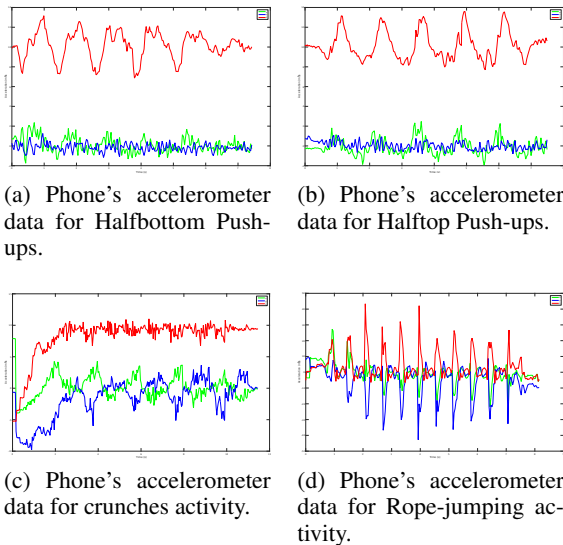 (a) Phone's accelerometer
data for Halfbottom Push-
ups.
(b) Phone's accelerometer
data for Halftop Push-ups.
(c) Phone's accelerometer
data for crunches activity.
(d) Phone's accelerometer
data for Rope-jumping ac-
tivity.